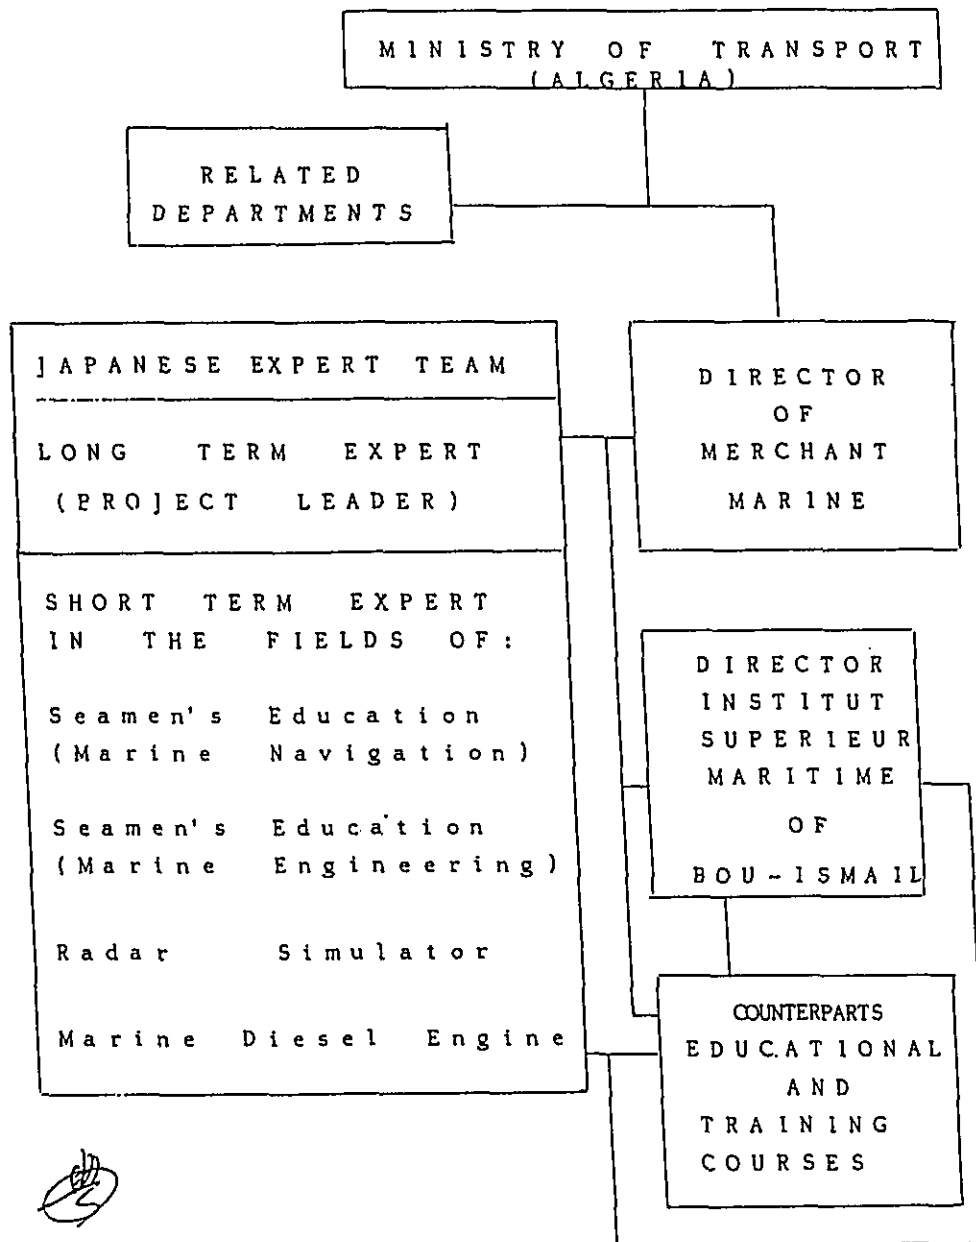 MINISTRY OF TRANSPORT
(ALGERIA)
RELATED
DEPARTMENTS
JAPANESE EXPERT TEAM
LONG TERM EXPERT
(PROJECT LEADER)
SHORT TERM EXPERT
IN THE FIELDS OF:
Seamen's Education
(Marine Navigation)
Seamen's Education
(Marine Engineering)
Radar Simulator
Marine Diesel Engine
DIRECTOR
OF
MERCHANT
MARINE
DIRECTOR
INSTITUT
SUPERIEUR
MARITIME
OF
BOU-ISMAIL
COUNTERPARTS
EDUCATIONAL
AND
TRAINING
COURSES